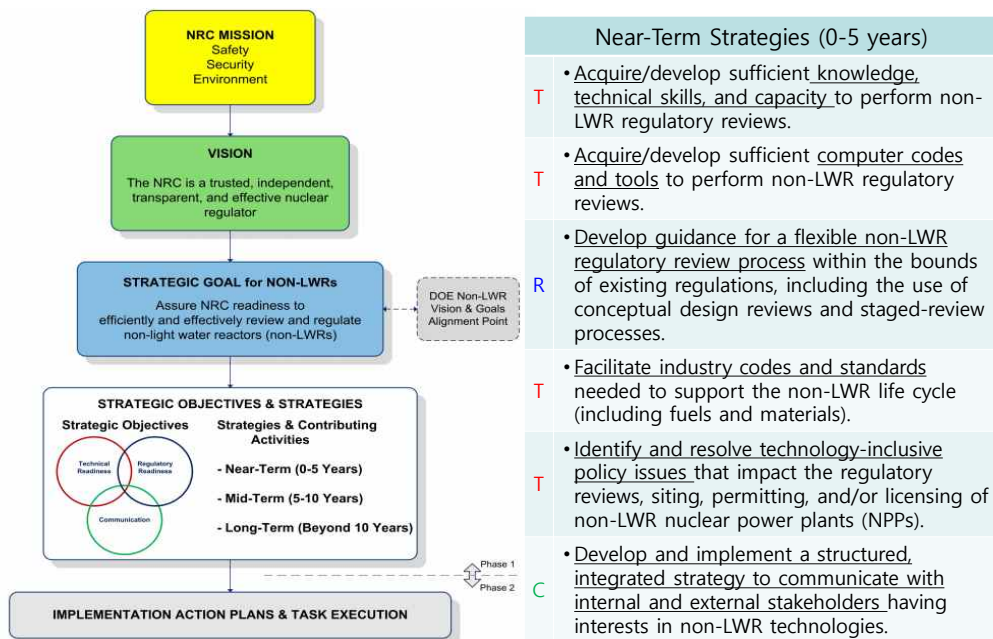 NRC MISSION
Safety
Security
Environment
VISION
The NRC is a trusted, independent,
transparent, and effective nuclear
regulator
STRATEGIC GOAL for NON-LWRs
Assure NRC readiness to
efficiently and effectively review and regulate
non-light water reactors (non-LWRs)
DOE Non-LWR
Vision & Goals
Alignment Point
STRATEGIC OBJECTIVES & STRATEGIES
Strategic Objectives
Technical
Readiness
Regulatory
Readiness
Communication
Strategies & Contributing
Activities
- Near-Term (0-5 Years)
- Mid-Term (5-10 Years)
- Long-Term (Beyond 10 Years)
Phase 1
Phase 2
IMPLEMENTATION ACTION PLANS & TASK EXECUTION
Near-Term Strategies (0-5 years)
T
• Acquire/develop sufficient knowledge,
technical skills, and capacity to perform non-
LWR regulatory reviews.
T
• Acquire/develop sufficient computer codes
and tools to perform non-LWR regulatory
reviews.
R
• Develop guidance for a flexible non-LWR
regulatory review process within the bounds
of existing regulations, including the use of
conceptual design reviews and staged-review
processes.
T
• Facilitate industry codes and standards
needed to support the non-LWR life cycle
(including fuels and materials).
T
• Identify and resolve technology-inclusive
policy issues that impact the regulatory
reviews, siting, permitting, and/or licensing of
non-LWR nuclear power plants (NPPs).
C
• Develop and implement a structured,
integrated strategy to communicate with
internal and external stakeholders having
interests in non-LWR technologies.